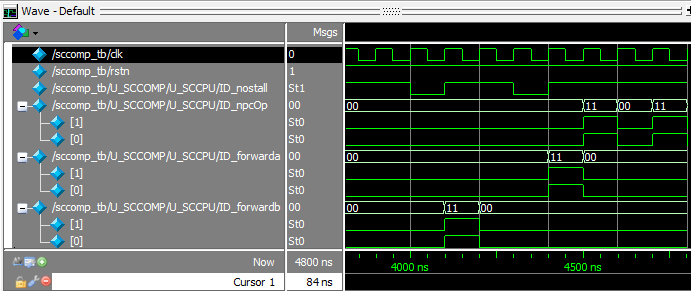 Wave - Default
Msgs
/sccomp_tb/clk 0
/sccomp_tb/rstn 1
/sccomp_tb/U_SCCOMP/U_SCCPU/ID_nostall St1
/sccomp_tb/U_SCCOMP/U_SCCPU/ID_npcOp 00 00 11 00 11
[1] St0
[0] St0
/sccomp_tb/U_SCCOMP/U_SCCPU/ID_forwarda 00 00 11 00
[1] St0
[0] St0
/sccomp_tb/U_SCCOMP/U_SCCPU/ID_forwardb 00 00 11 00
[1] St0
[0] St0
Now 4800 ns 4000 ns 4500 ns
Cursor 1 84 ns